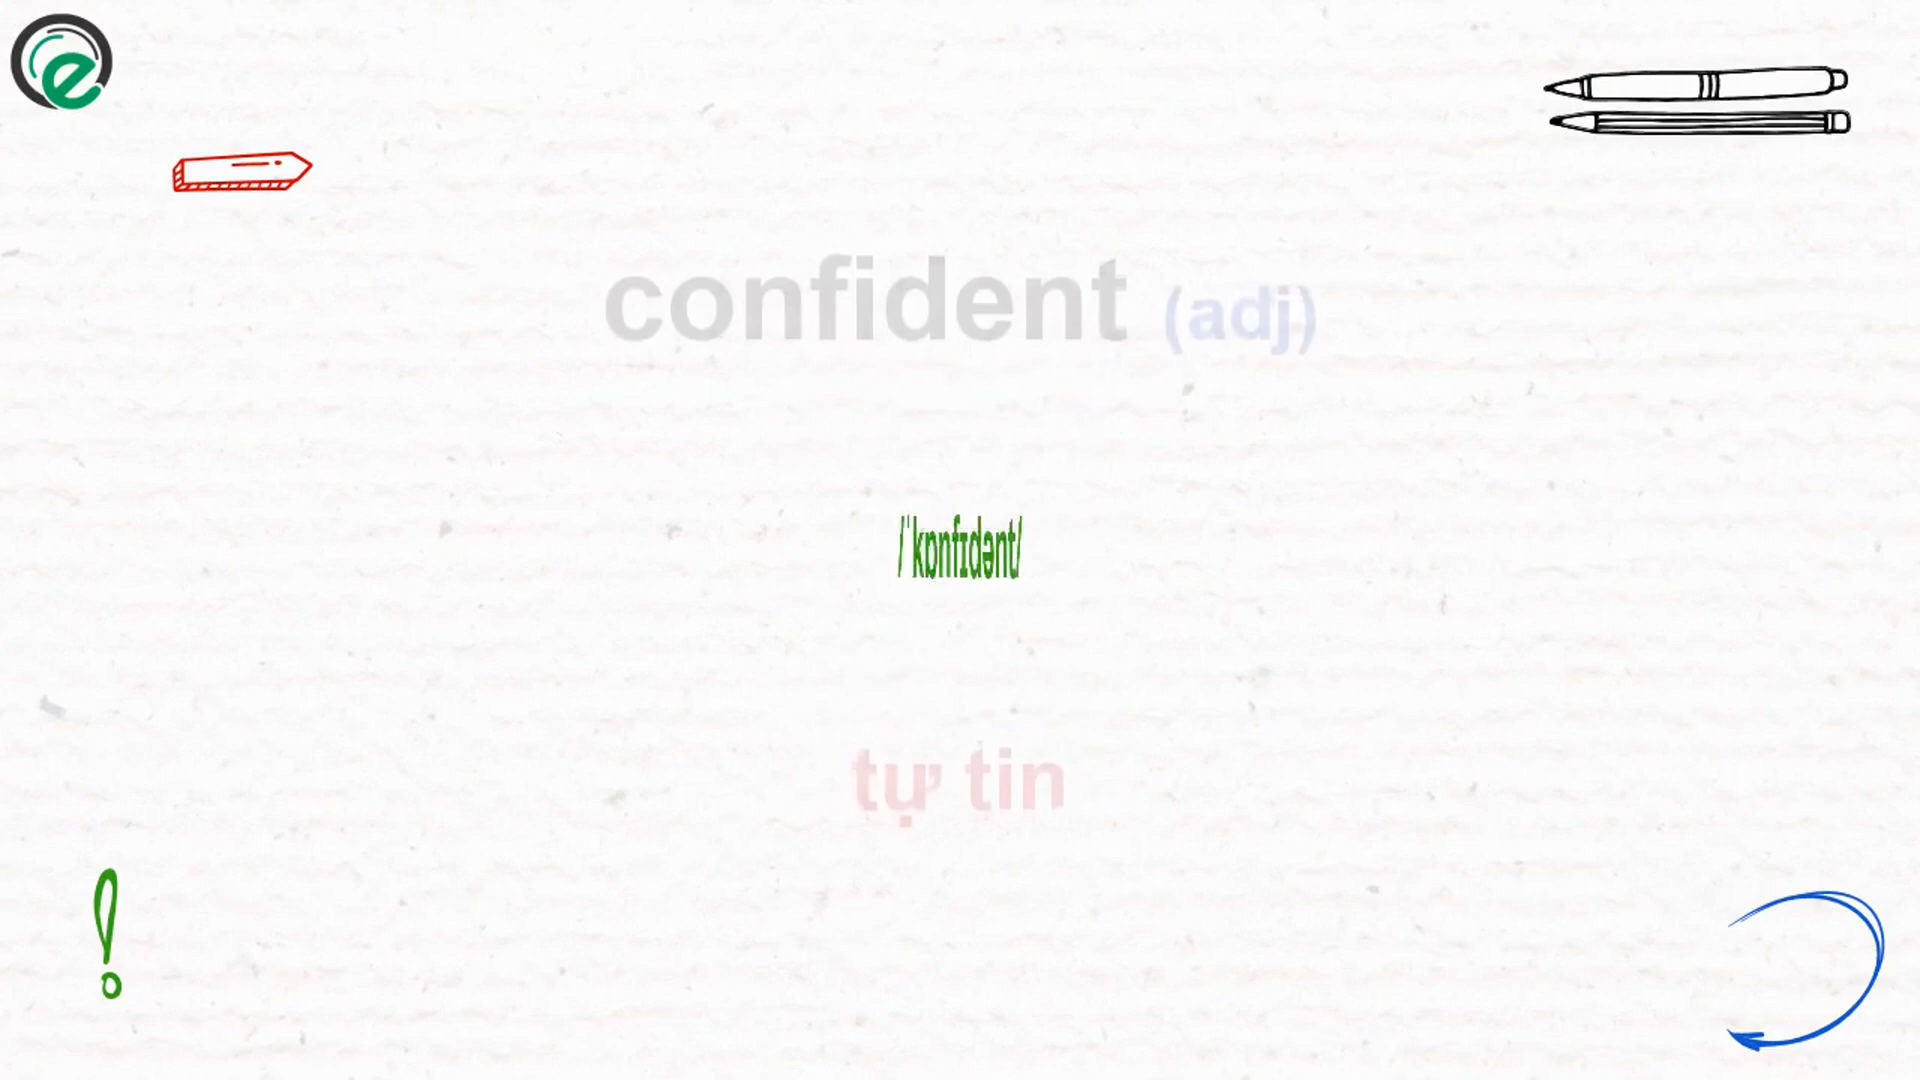 confident (adj)
/ˈkɒnfɪdənt/
tự tin